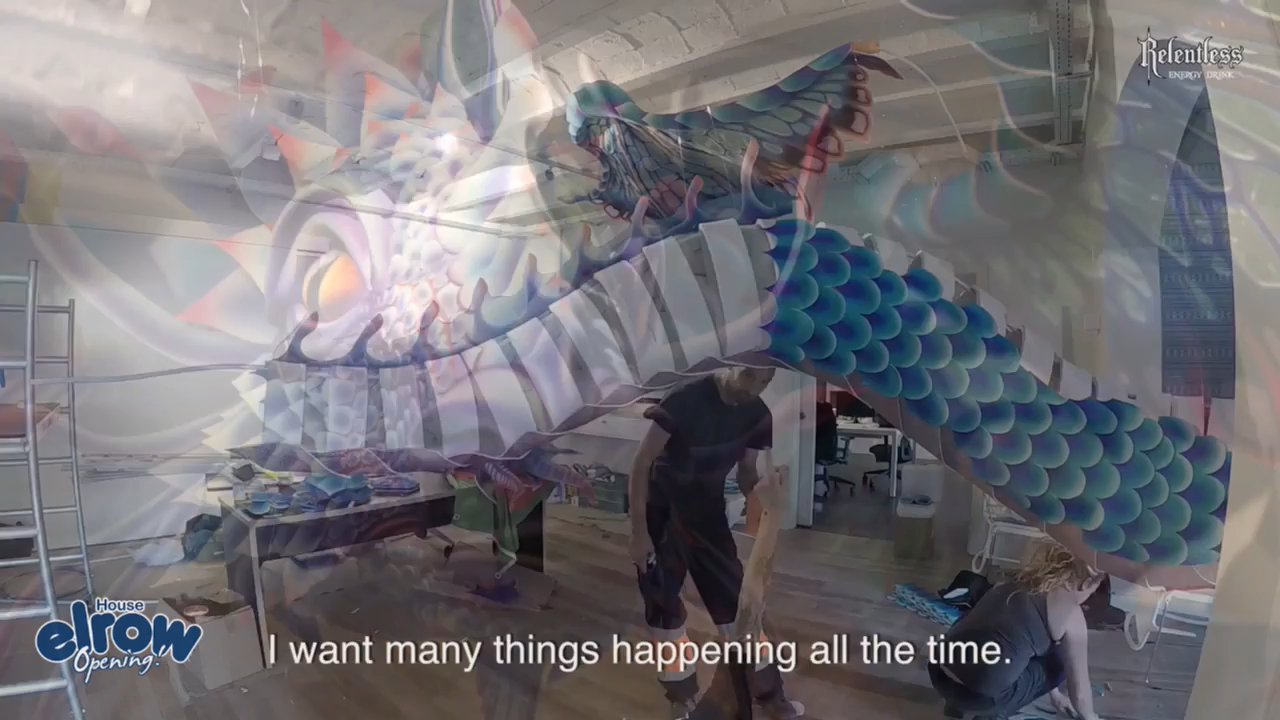 Relentless
ENERGY DRINK
House
elrow
Opening!
I want many things happening all the time.